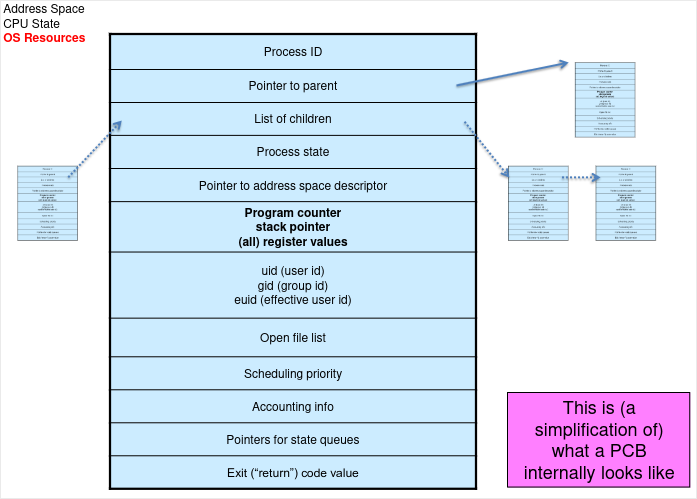 Address Space
CPU State
OS Resources
Process ID
Pointer to parent
List of children
Process state
Pointer to address space descriptor
Program counter
stack pointer
(all) register values
uid (user id)
gid (group id)
euid (effective user id)
Open file list
Scheduling priority
Accounting info
Pointers for state queues
Exit (“return”) code value
This is (a
simplification of)
what a PCB
internally looks like